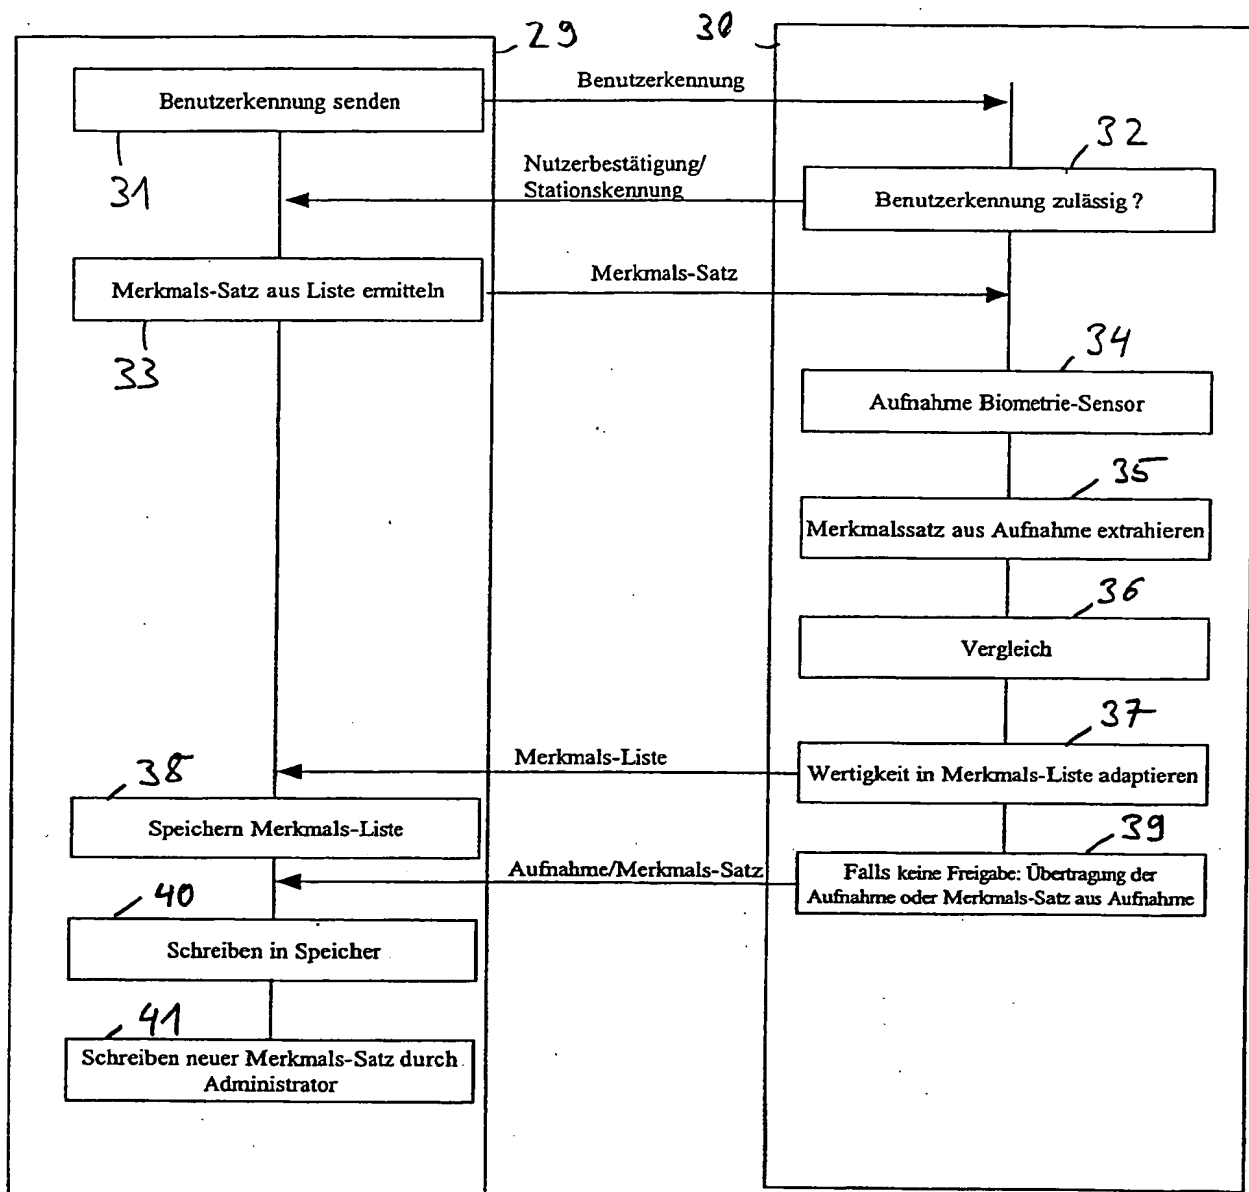 29
30
Benutzerkennung senden
Benutzerkennung
31
32
Nutzerbestätigung/
Stationskennung
Benutzerkennung zulässig ?
Merkmals-Satz aus Liste ermitteln
Merkmals-Satz
33
34
Aufnahme Biometrie-Sensor
35
Merkmalssatz aus Aufnahme extrahieren
36
Vergleich
37
Merkmals-Liste
Wertigkeit in Merkmals-Liste adaptieren
38
Speichern Merkmals-Liste
39
Aufnahme/Merkmals-Satz
Falls keine Freigabe: Übertragung der
Aufnahme oder Merkmals-Satz aus Aufnahme
40
Schreiben in Speicher
41
Schreiben neuer Merkmals-Satz durch
Administrator